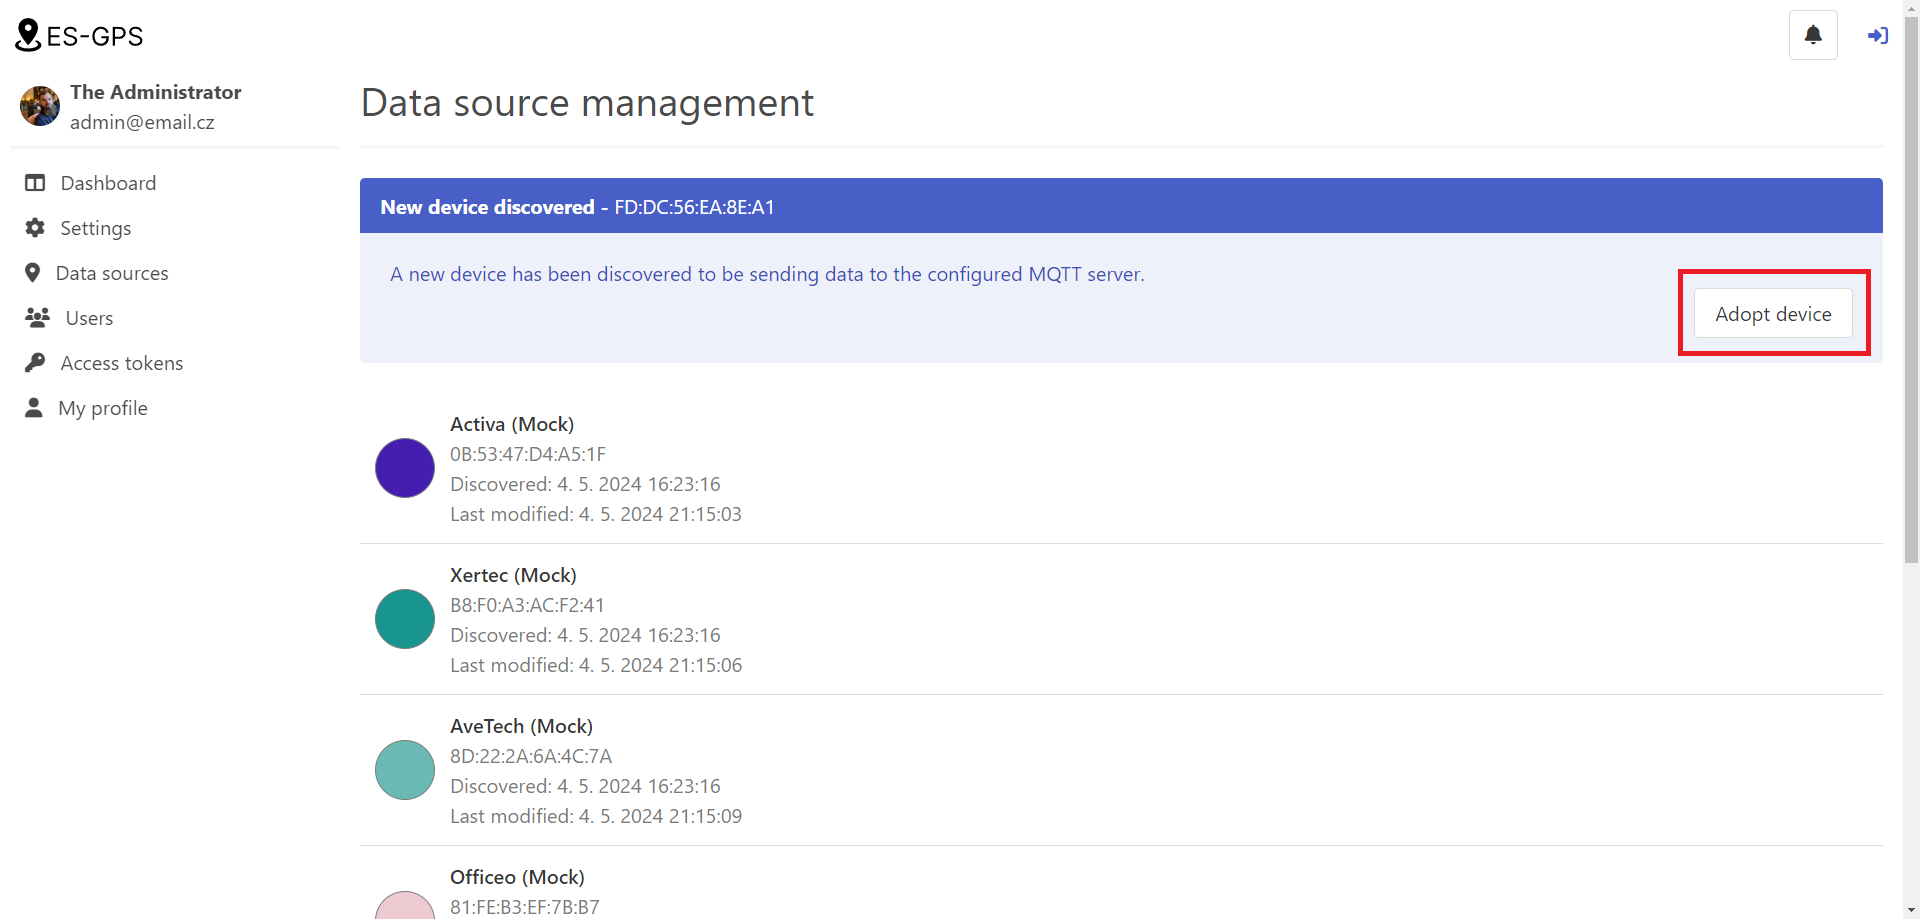 ES-GPS
The Administrator
admin@email.cz
Dashboard
Settings
Data sources
Users
Access tokens
My profile
Data source management
New device discovered - FD:DC:56:EA:8E:A1
A new device has been discovered to be sending data to the configured MQTT server.
Adopt device
Activa (Mock)
0B:53:47:D4:A5:1F
Discovered: 4. 5. 2024 16:23:16
Last modified: 4. 5. 2024 21:15:03
Xertec (Mock)
B8:F0:A3:AC:F2:41
Discovered: 4. 5. 2024 16:23:16
Last modified: 4. 5. 2024 21:15:06
AveTech (Mock)
8D:22:2A:6A:4C:7A
Discovered: 4. 5. 2024 16:23:16
Last modified: 4. 5. 2024 21:15:09
Officeo (Mock)
81:FE:B3:EF:7B:B7